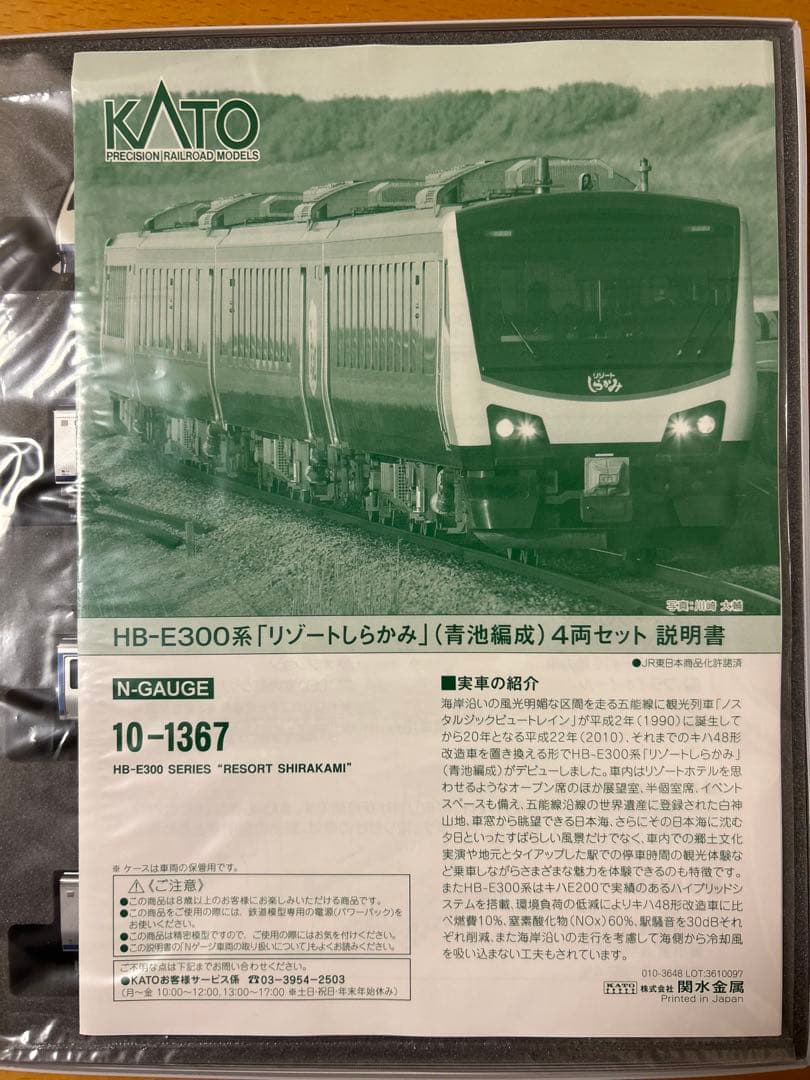 KATO
PRECISION RAILROAD MODELS
リゾート
しらかみ
写真:川崎 大輔
HB-E300系「リゾートしらかみ」(青池編成)4両セット 説明書
●JR東日本商品化許諾済
N-GAUGE
10-1367
HB-E300 SERIES “RESORT SHIRAKAMI”
※ ケースは車両の保管用です。
⚠《ご注意》
●この商品は8歳以上のお客様にお楽しみいただける商品です。
●この商品をご使用の際には、鉄道模型専用の電源(パワーパック)を
お使いください。
●この商品は精密模型ですので、ご使用の際にはお気を付けください。
●この説明書の「Nゲージ車両の取り扱いについて」もよくお読みください。
ご不明な点は下記までお問い合わせください。
●KATOお客様サービス係 ☎03-3954-2503
(月〜金 10:00〜12:00、13:00〜17:00 ※土日・祝日・年末年始休み)
■実車の紹介
海岸沿いの風光明媚な区間を走る五能線に観光列車「ノス
タルジックビュートレイン」が平成2年(1990)に誕生して
から20年となる平成22年(2010)、それまでのキハ48形
改造車を置き換える形でHB-E300系「リゾートしらかみ」
(青池編成)がデビューしました。車内はリゾートホテルを思
わせるようなオープン席のほか展望室、半個室席、イベント
スペースも備え、五能線沿線の世界遺産に登録された白神
山地、車窓から眺望できる日本海、さらにその日本海に沈む
夕日といったすばらしい風景だけでなく、車内での郷土文化
実演や地元とタイアップした駅での停車時間の観光体験な
ど乗車しながらさまざまな魅力を体験できるのも特徴です。
またHB-E300系はキハE200で実績のあるハイブリッドシ
ステムを搭載、環境負荷の低減によりキハ48形改造車に比
べ燃費10%、窒素酸化物(NOx)60%、駅騒音を30dBそれ
ぞれ削減、また海岸沿いの走行を考慮して海側から冷却風
を吸い込まない工夫もされています。
010-3648 LOT:3610097
KATO 株式会社 関水金属
Printed in Japan